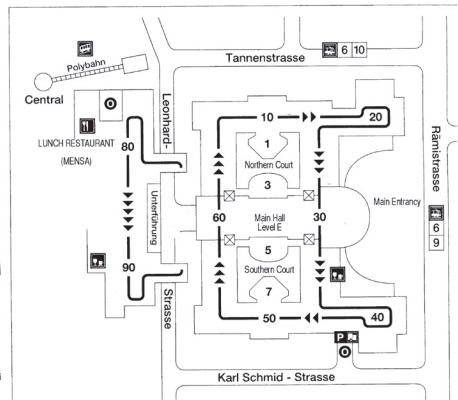 Tannenstrasse
6 10
Polybahn
Central
LUNCH RESTAURANT
(MENSA)
80
90
Leonhard-
Strasse
Unterführung
10
20
1
Northern Court
3
60
Main Hall
Level E
30
Main Entrancy
Rämistrasse
6
9
5
Southern Court
7
50
40
P
Karl Schmid - Strasse